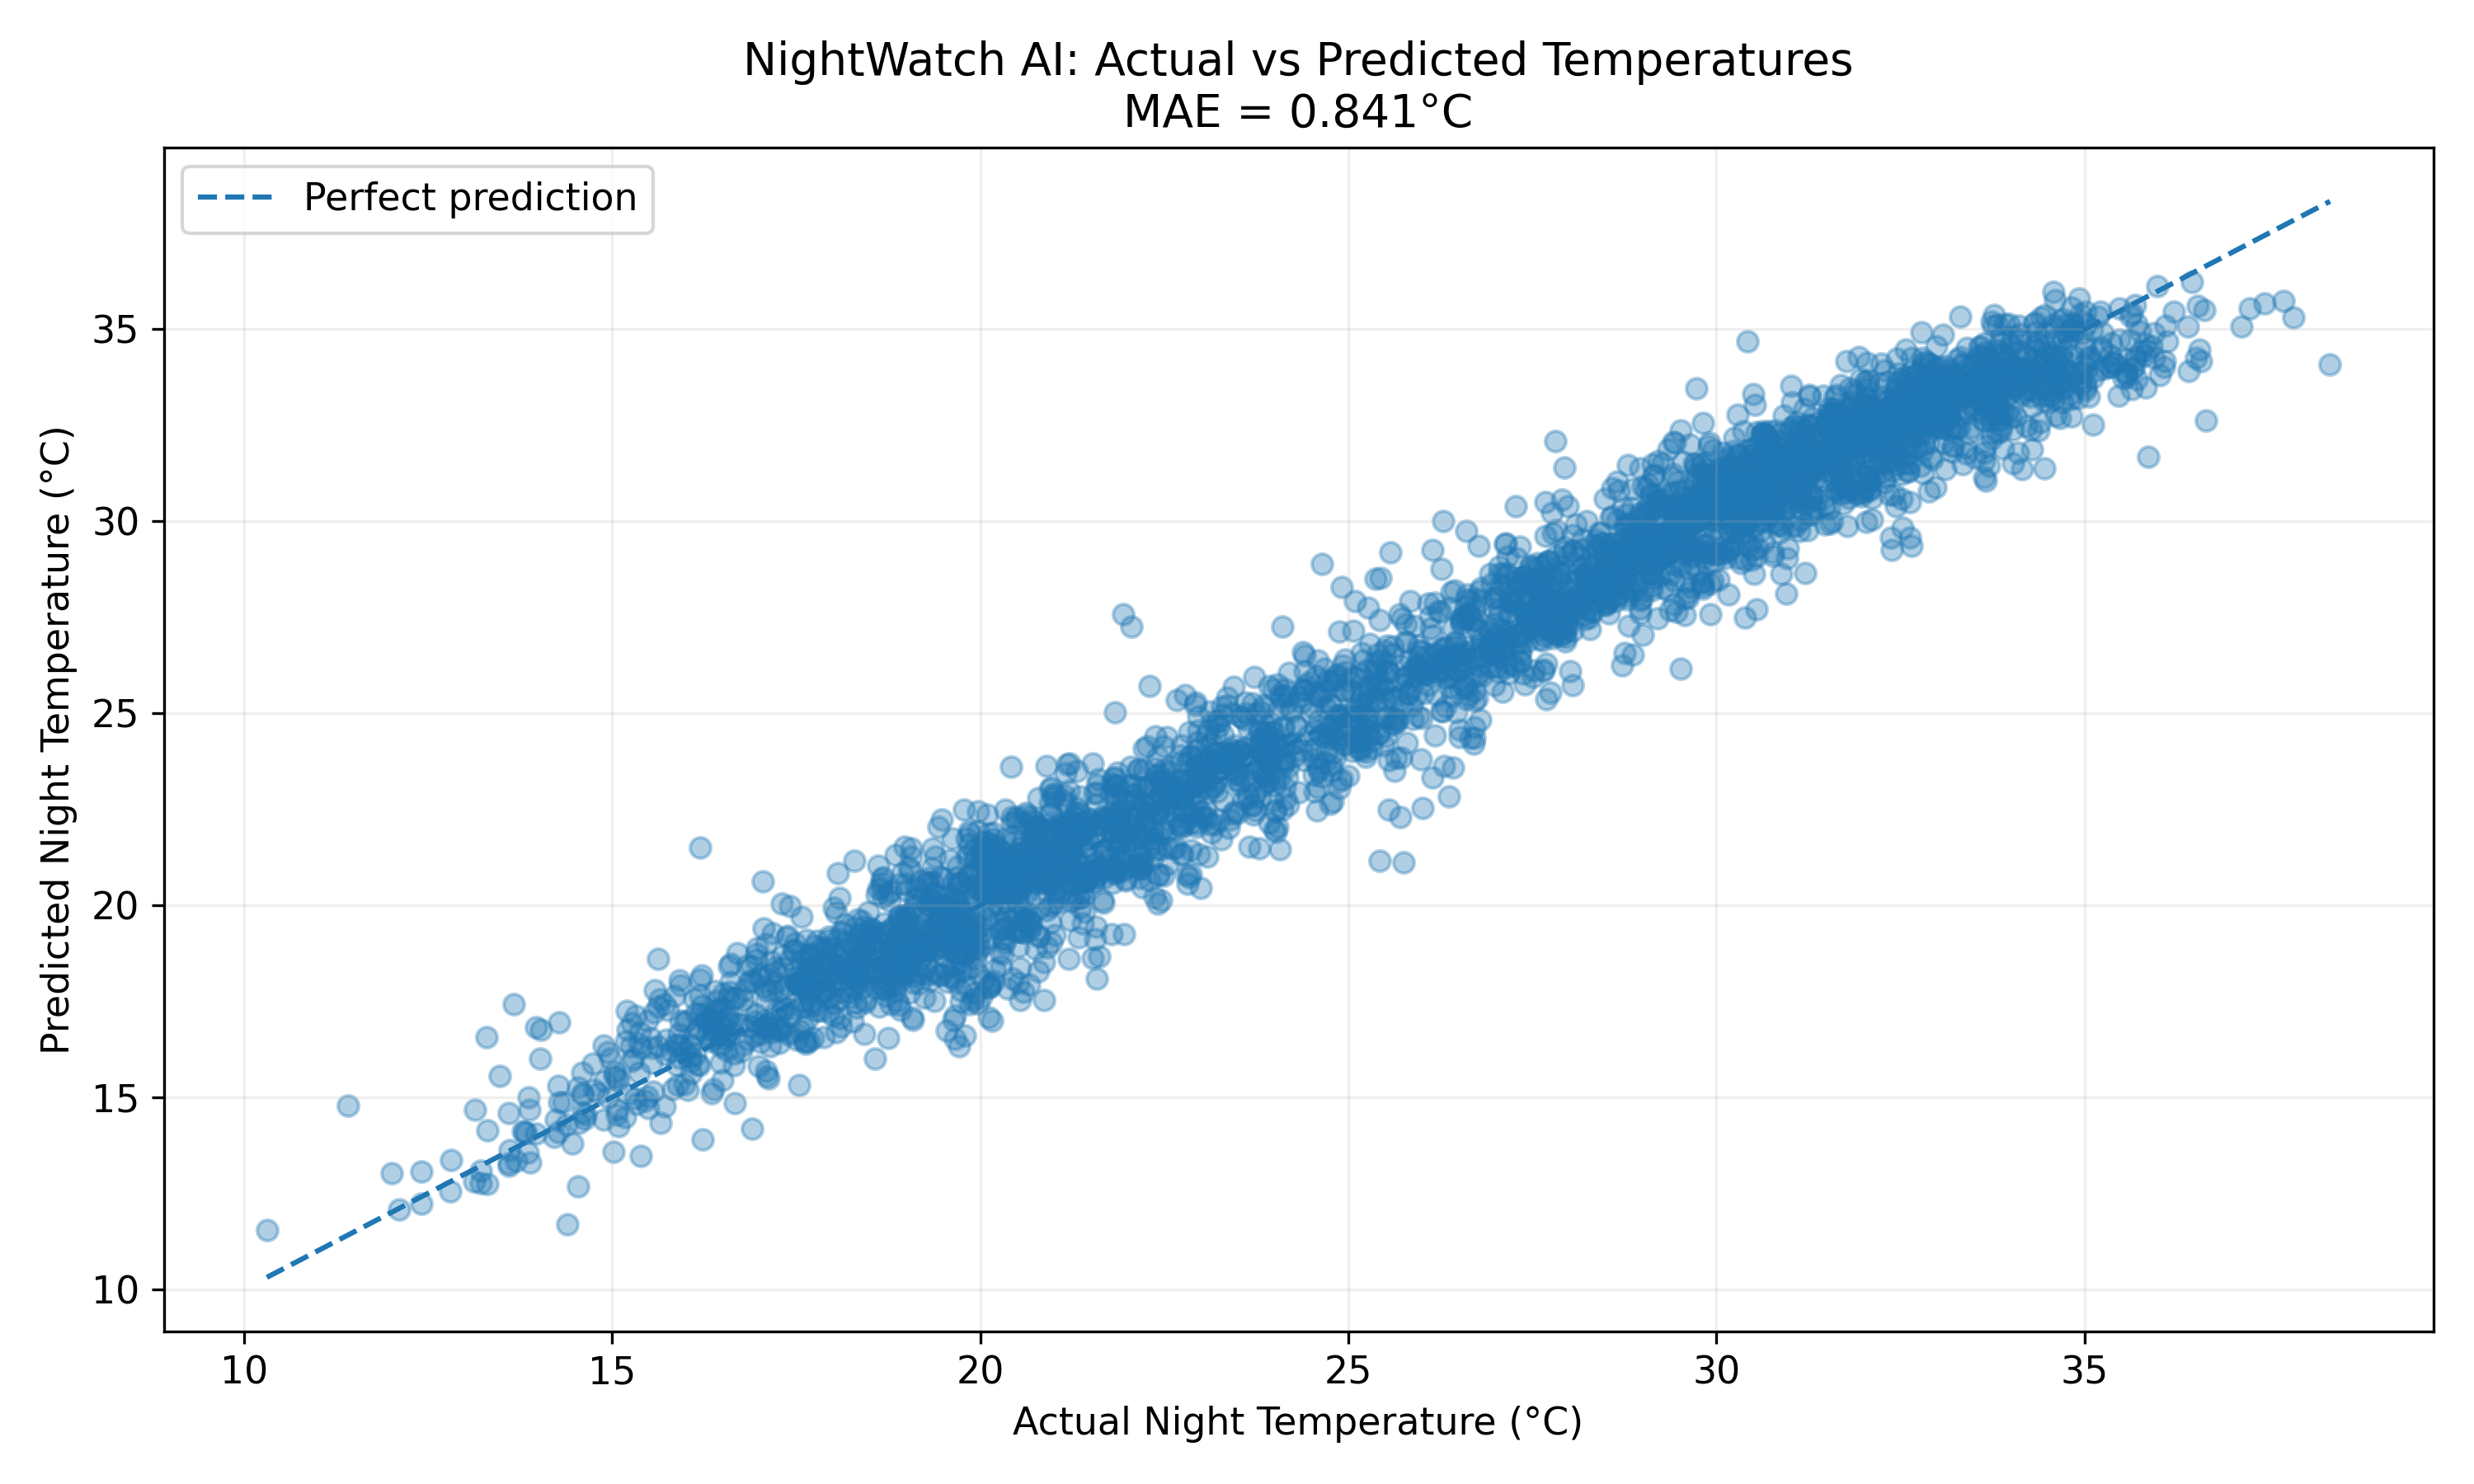 NightWatch AI: Actual vs Predicted Temperatures
MAE = 0.841°C
Perfect prediction
Predicted Night Temperature (°C)
35
30
25
20
15
10
10 15 20 25 30 35
Actual Night Temperature (°C)